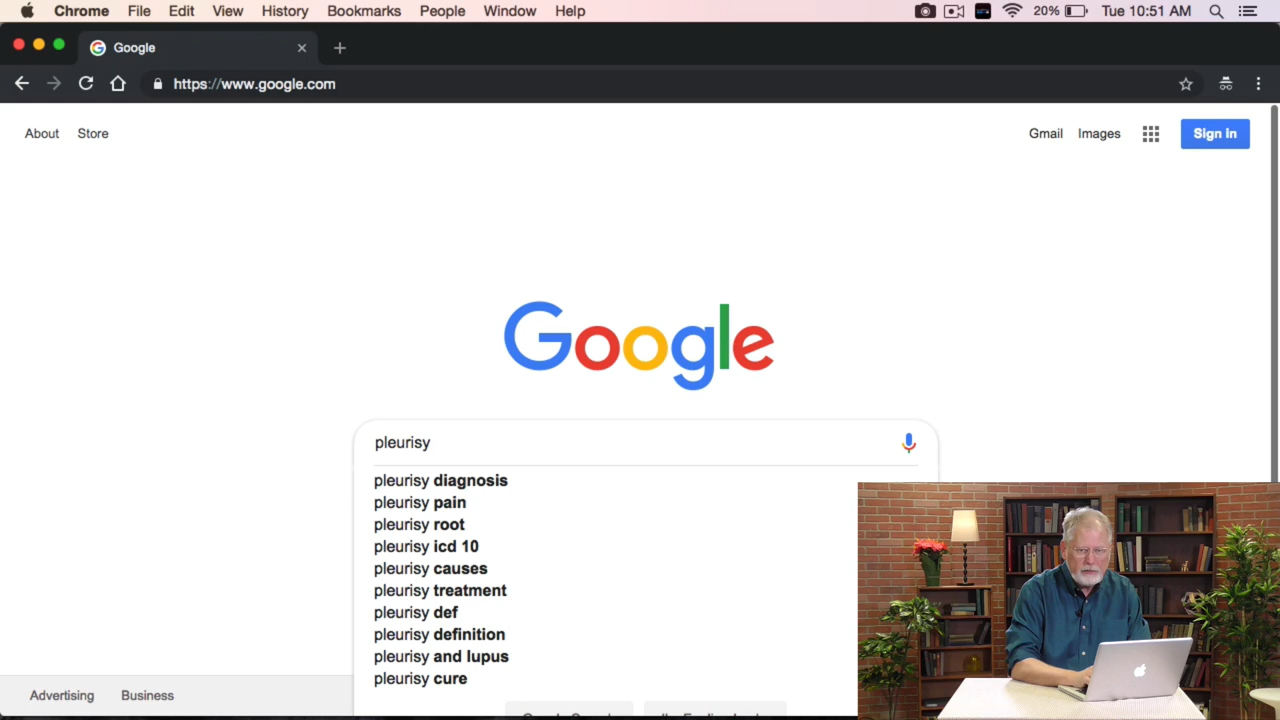 Chrome File Edit View History Bookmarks People Window Help 20% Tue 10:51 AM
Google
https://www.google.com
About Store Gmail Images Sign in
Google
pleurisy
pleurisy diagnosis
pleurisy pain
pleurisy root
pleurisy icd 10
pleurisy causes
pleurisy treatment
pleurisy def
pleurisy definition
pleurisy and lupus
pleurisy cure
Advertising Business